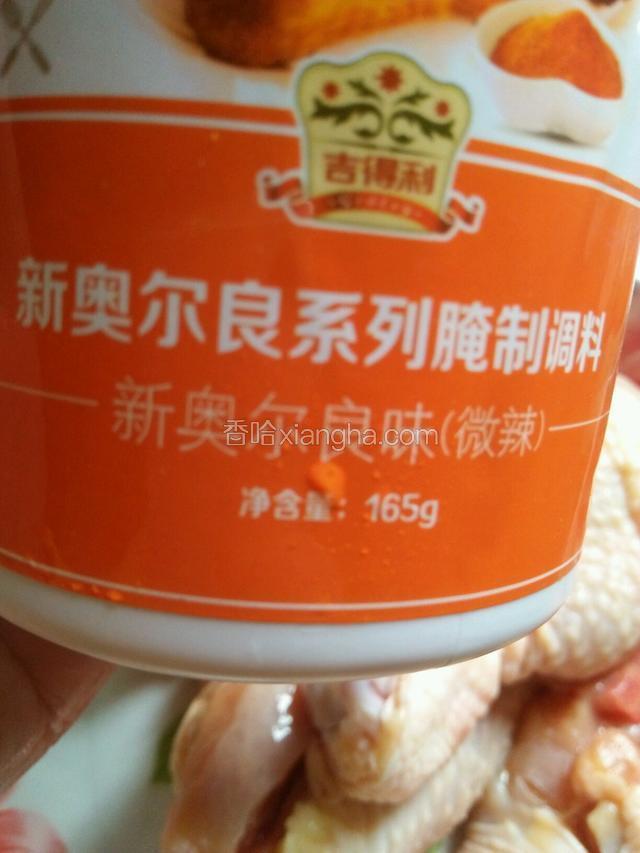 吉得利
新奥尔良系列腌制调料
新奥尔良味(微辣)
香哈xiangha.com
净含量：165g